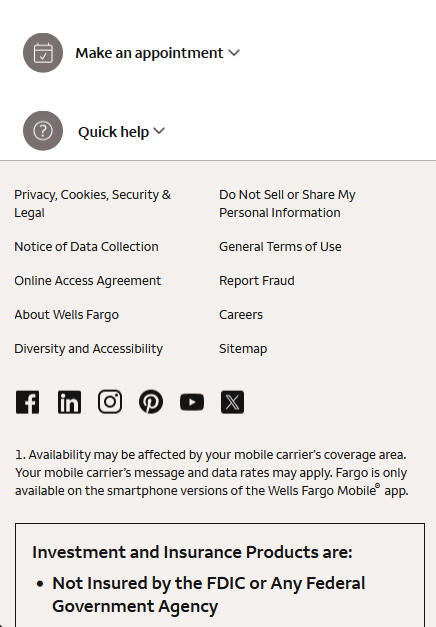 Make an appointment
Quick help
Privacy, Cookies, Security &
Legal
Do Not Sell or Share My
Personal Information
Notice of Data Collection
General Terms of Use
Online Access Agreement
Report Fraud
About Wells Fargo
Careers
Diversity and Accessibility
Sitemap
1. Availability may be affected by your mobile carrier's coverage area.
Your mobile carrier's message and data rates may apply. Fargo is only
available on the smartphone versions of the Wells Fargo Mobile® app.
Investment and Insurance Products are:
• Not Insured by the FDIC or Any Federal
Government Agency